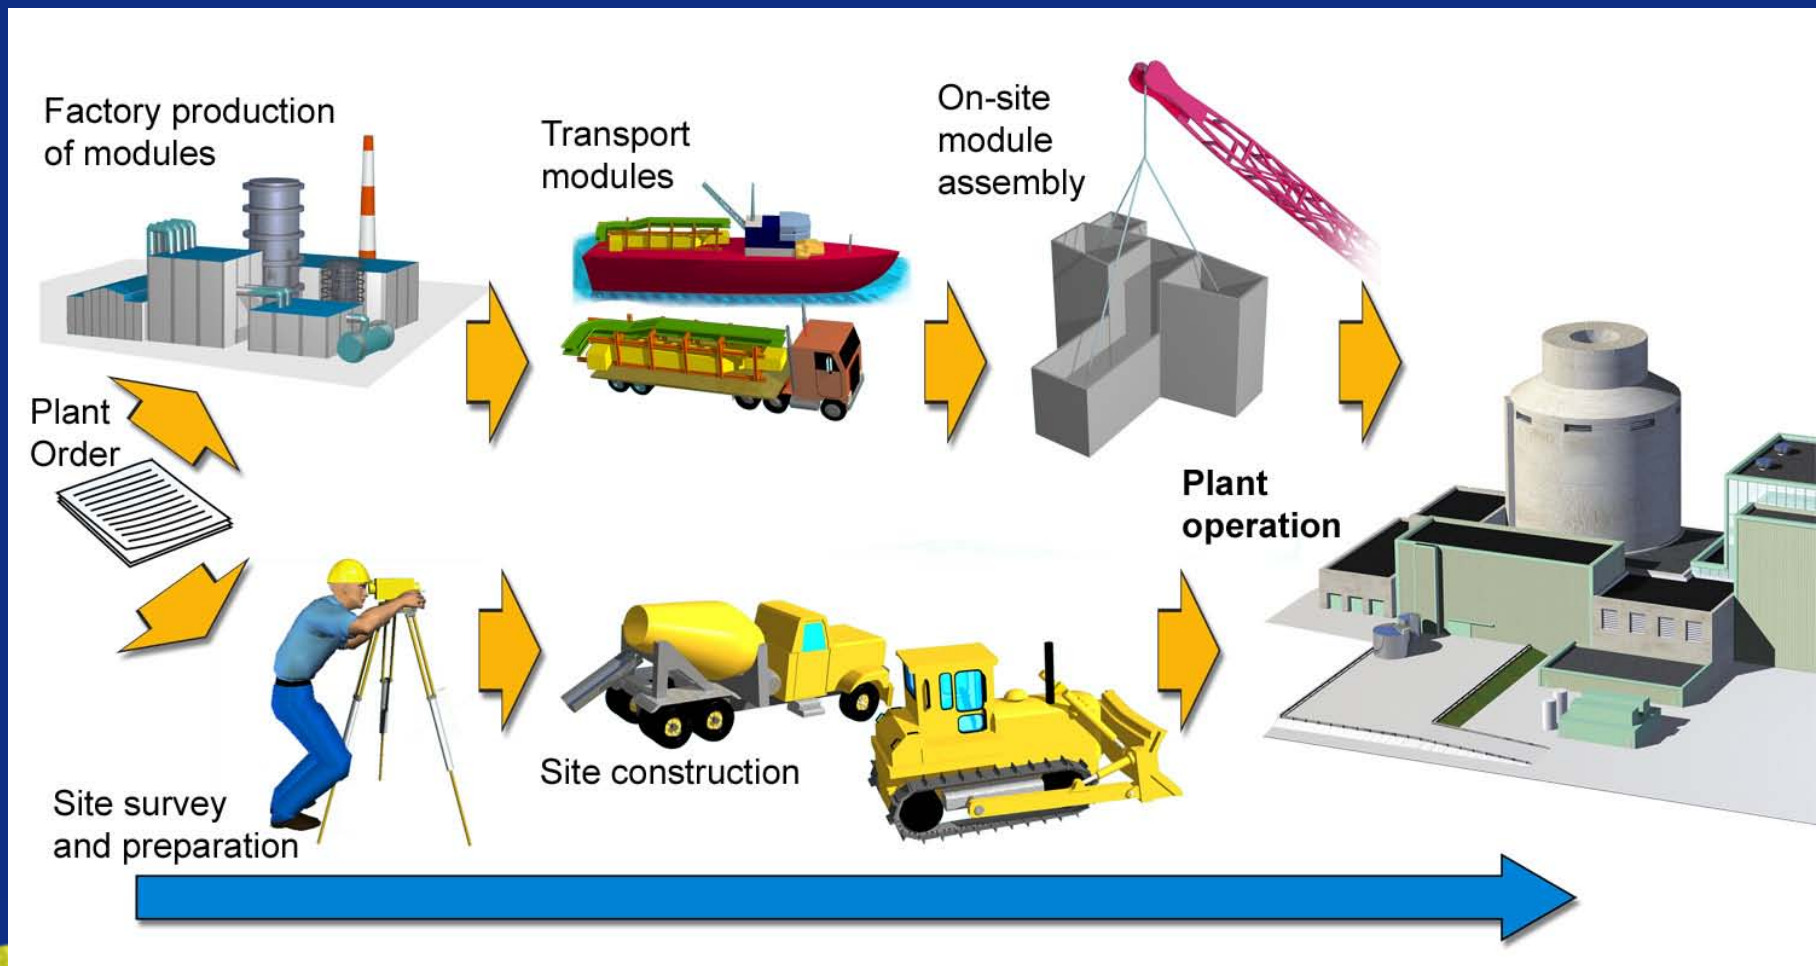 Factory production
of modules
Transport
modules
On-site
module
assembly
Plant
Order
Plant
operation
Site survey
and preparation
Site construction